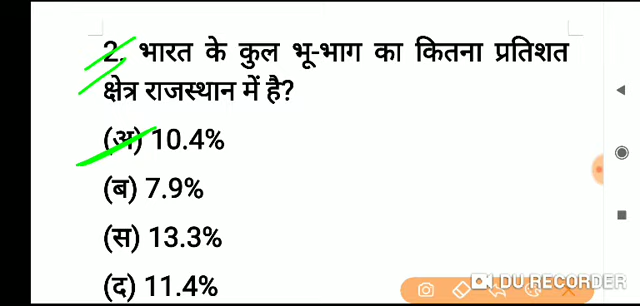 2. भारत के कुल भू-भाग का कितना प्रतिशत
क्षेत्र राजस्थान में है?
(अ) 10.4%
(ब) 7.9%
(स) 13.3%
(द) 11.4%
DU RECORDER